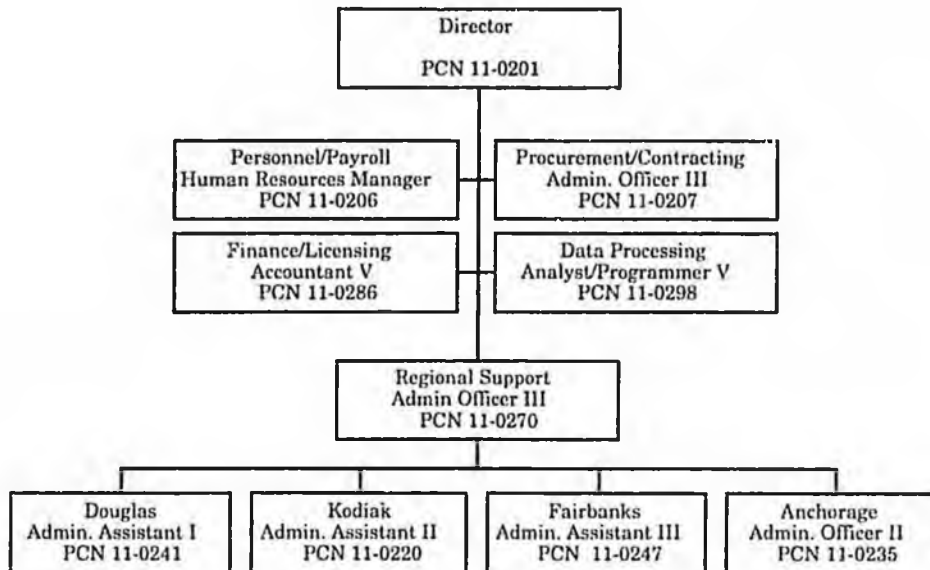 Director
PCN 11-0201
Personnel/Payroll
Human Resources Manager
PCN 11-0206
Procurement/Contracting
Admin. Officer III
PCN 11-0207
Finance/Licensing
Accountant V
PCN 11-0286
Data Processing
Analyst/Programmer V
PCN 11-0298
Regional Support
Admin Officer III
PCN 11-0270
Douglas
Admin. Assistant I
PCN 11-0241
Kodiak
Admin. Assistant II
PCN 11-0220
Fairbanks
Admin. Assistant III
PCN 11-0247
Anchorage
Admin. Officer II
PCN 11-0235